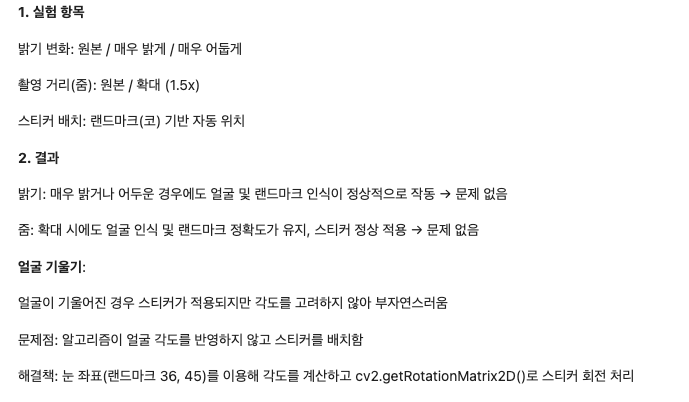 1. 실험 항목
밝기 변화: 원본 / 매우 밝게 / 매우 어둡게
촬영 거리(줌): 원본 / 확대 (1.5x)
스티커 배치: 랜드마크(코) 기반 자동 위치
2. 결과
밝기: 매우 밝거나 어두운 경우에도 얼굴 및 랜드마크 인식이 정상적으로 작동 → 문제 없음
줌: 확대 시에도 얼굴 인식 및 랜드마크 정확도가 유지, 스티커 정상 적용 → 문제 없음
얼굴 기울기:
얼굴이 기울어진 경우 스티커가 적용되지만 각도를 고려하지 않아 부자연스러움
문제점: 알고리즘이 얼굴 각도를 반영하지 않고 스티커를 배치함
해결책: 눈 좌표(랜드마크 36, 45)를 이용해 각도를 계산하고 cv2.getRotationMatrix2D()로 스티커 회전 처리